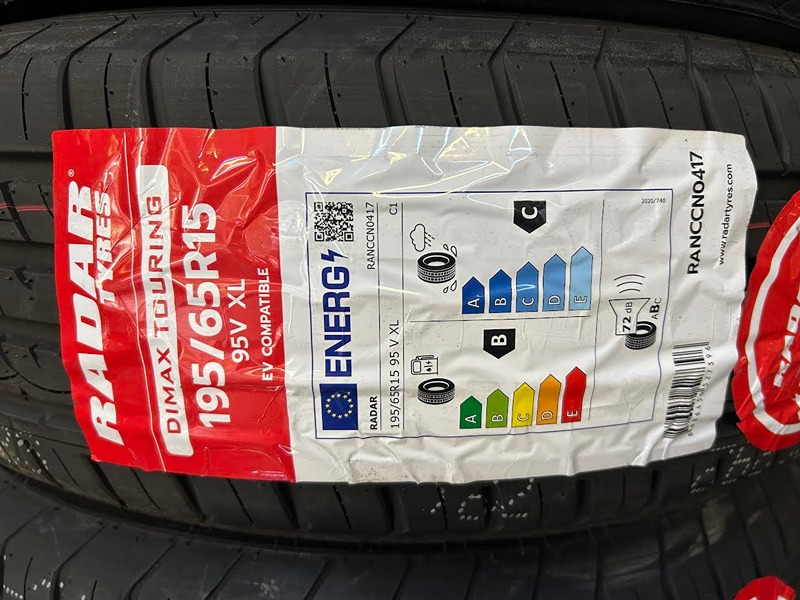 RADAR
TYRES
DIMAX TOURING
195/65R15
95V XL
EV COMPATIBLE
ENERG
RADAR
195/65R15 95 V XL
RANCCN0417
C1
A
B
C
D
E
B
A
B
C
D
E
C
72 dB
ABC
2020/740
RANCCN0417
www.radartyres.com
RADAR